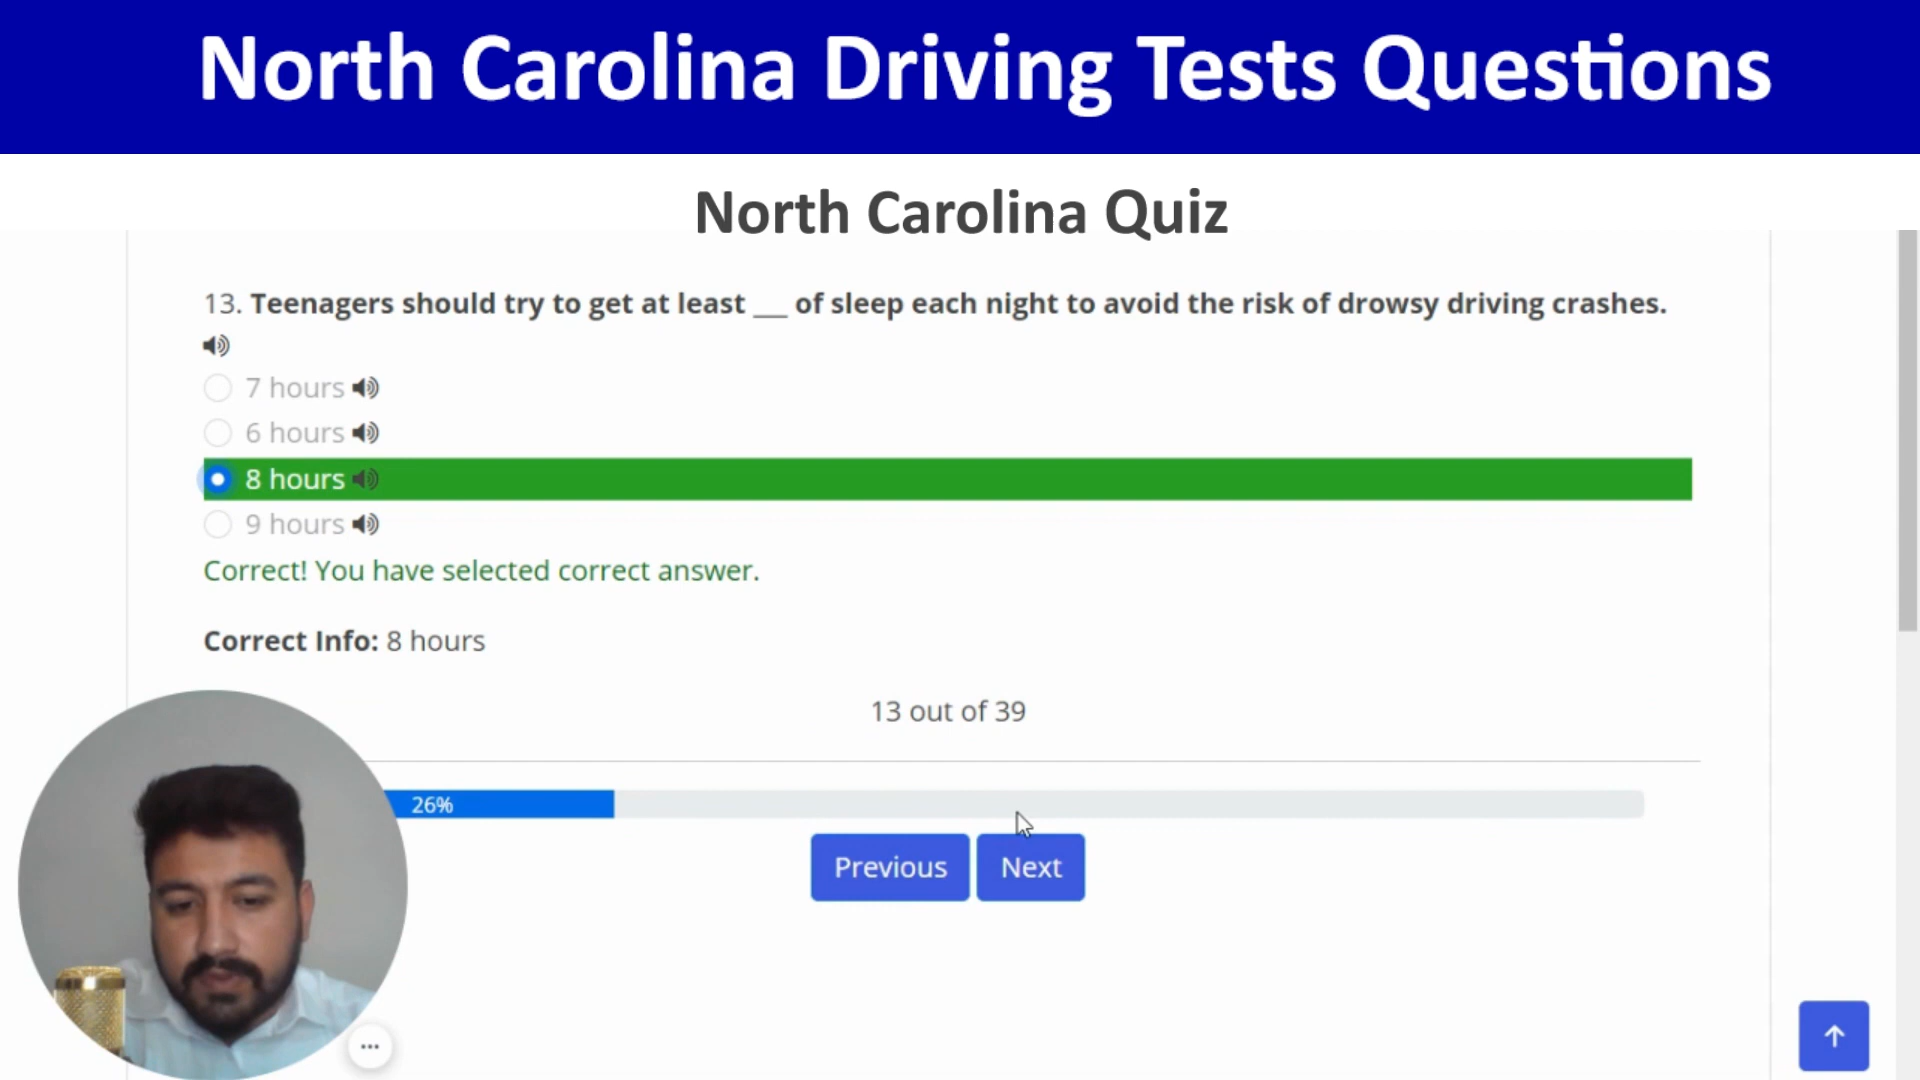 North Carolina Driving Tests Questions
North Carolina Quiz
13. Teenagers should try to get at least ___ of sleep each night to avoid the risk of drowsy driving crashes.
7 hours
6 hours
8 hours
9 hours
Correct! You have selected correct answer.
Correct Info: 8 hours
13 out of 39
26%
Previous Next